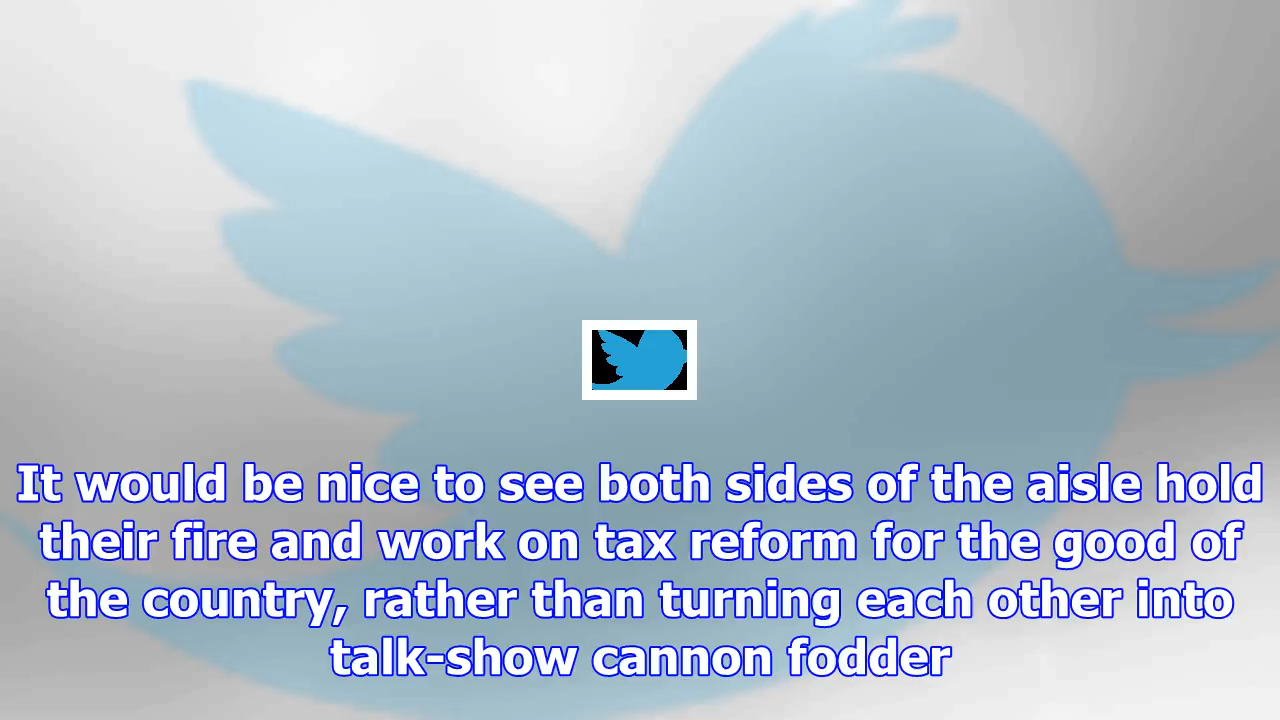 It would be nice to see both sides of the aisle hold
their fire and work on tax reform for the good of
the country, rather than turning each other into
talk-show cannon fodder